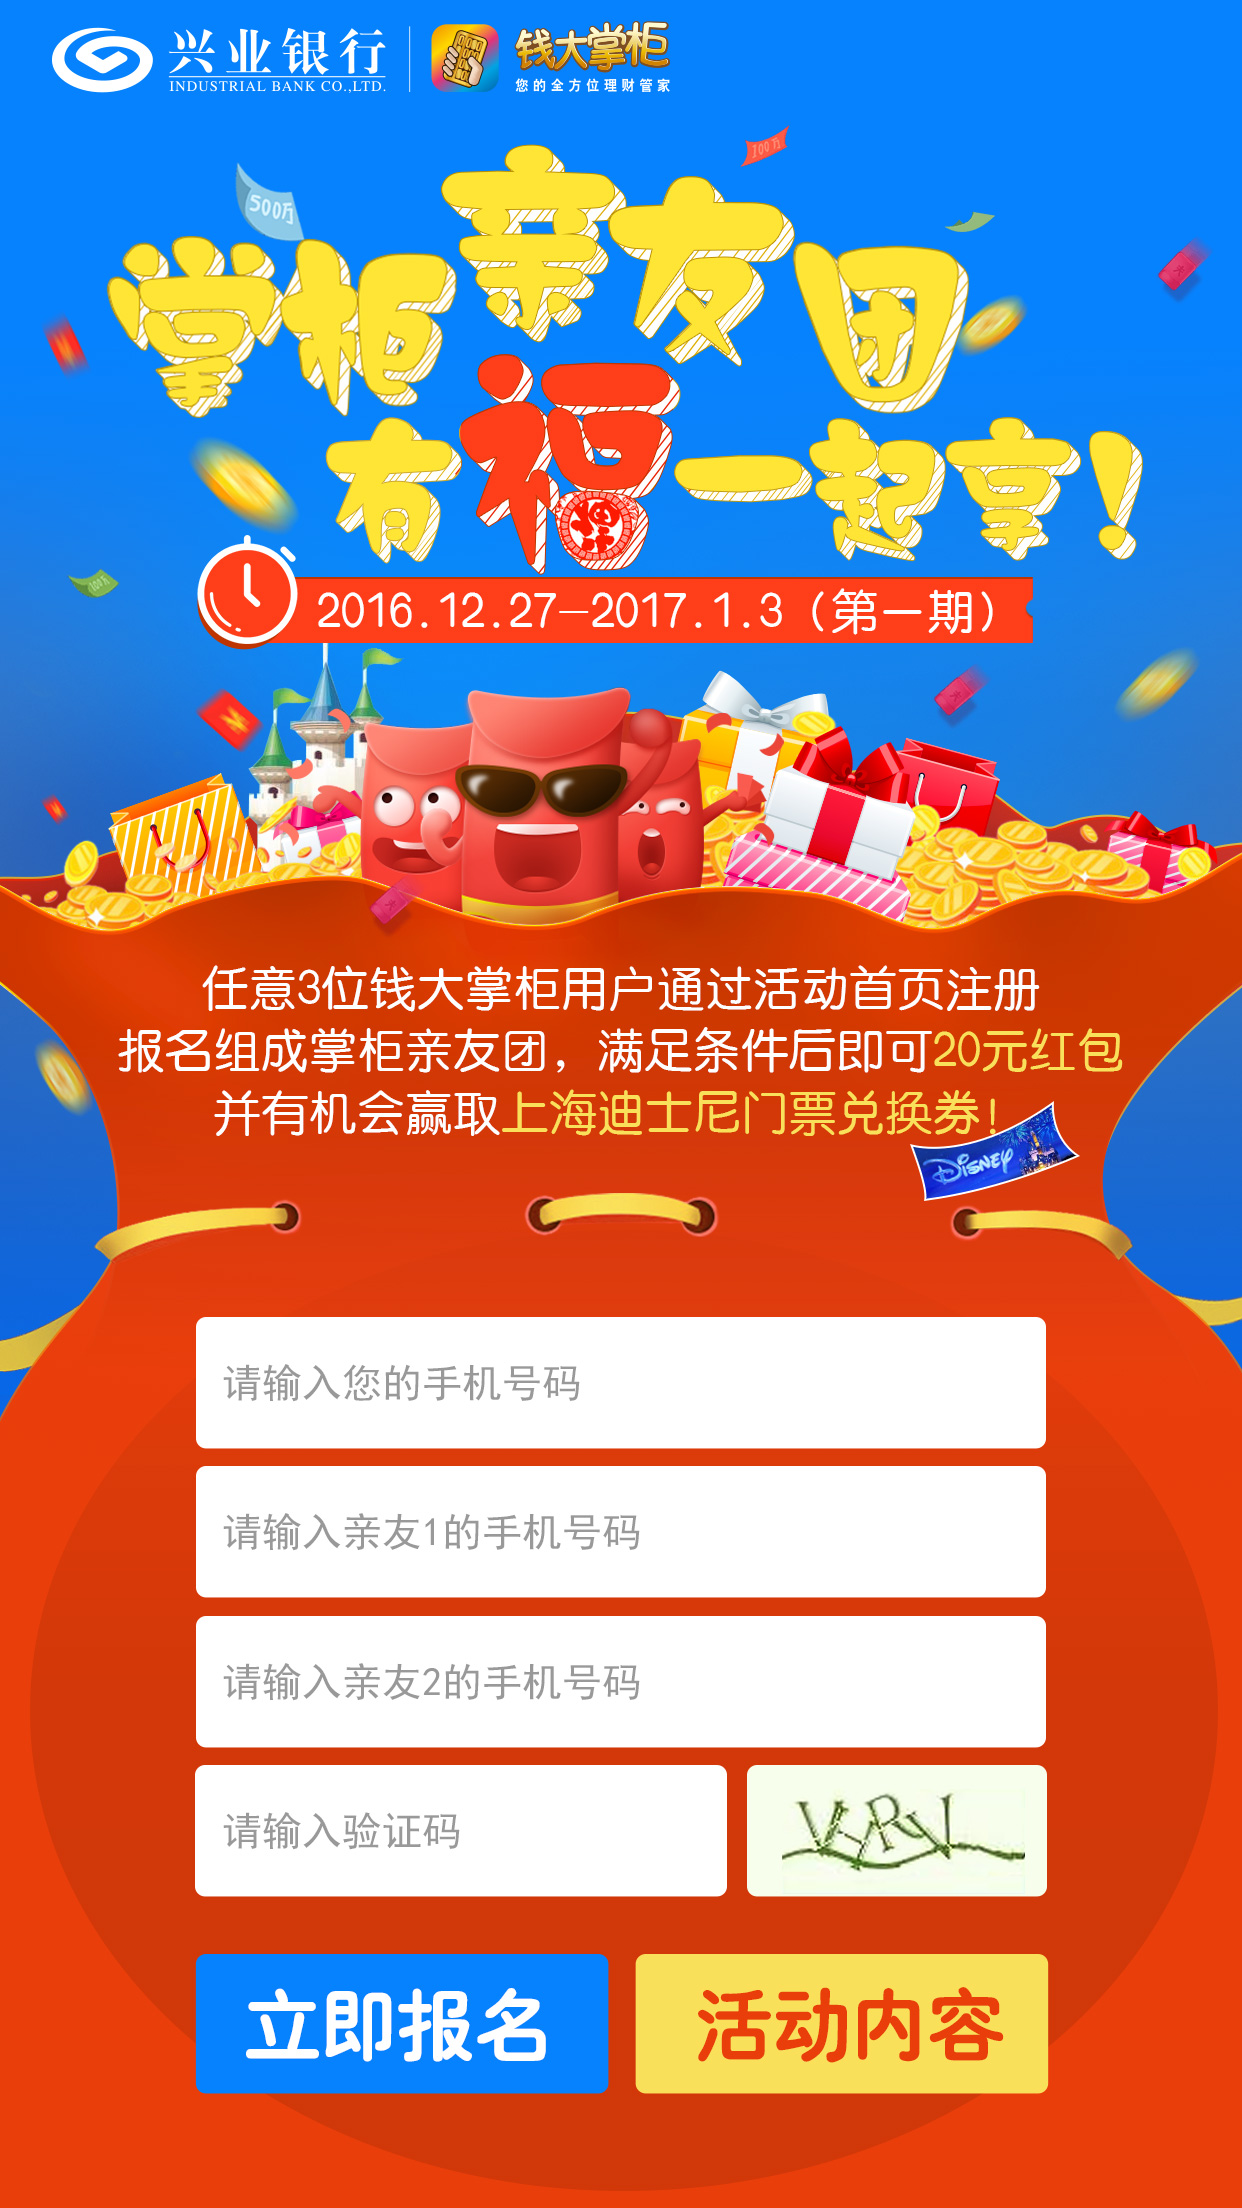 兴业银行
INDUSTRIAL BANK CO.,LTD.
钱大掌柜
您的全方位理财管家
100万
500万
掌柜亲友团
有福一起享！
100万
2016.12.27-2017.1.3（第一期）
任意3位钱大掌柜用户通过活动首页注册
报名组成掌柜亲友团，满足条件后即可20元红包
并有机会赢取上海迪士尼门票兑换券！
DISNEY
请输入您的手机号码
请输入亲友1的手机号码
请输入亲友2的手机号码
请输入验证码
立即报名
活动内容